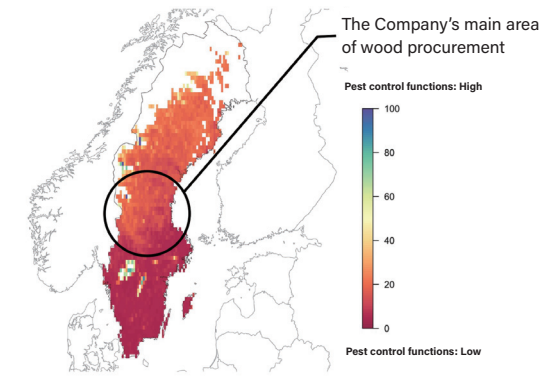 The Company’s main area
of wood procurement
Pest control functions: High
100
80
60
40
20
0
Pest control functions: Low